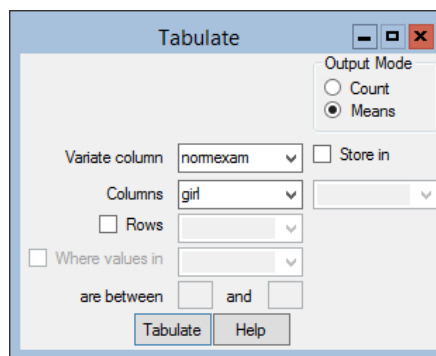 Tabulate
Output Mode
Count
Means
Variate column normexam Store in
Columns girl
Rows
Where values in
are between and
Tabulate Help